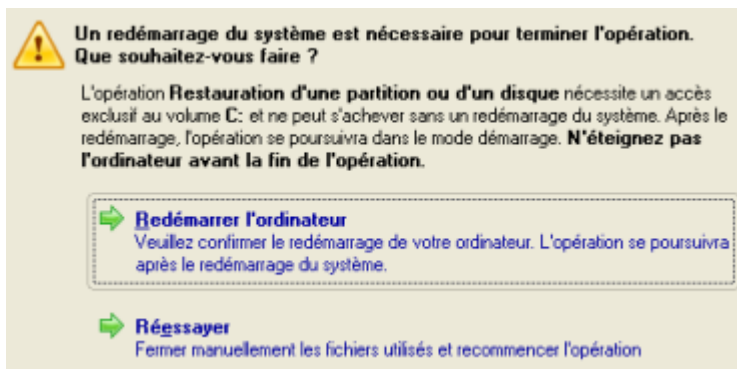 Un redémarrage du système est nécessaire pour terminer l'opération.
Que souhaitez-vous faire ?
L'opération Restauration d'une partition ou d'un disque nécessite un accès
exclusif au volume C: et ne peut s'achever sans un redémarrage du système. Après le
redémarrage, l'opération se poursuivra dans le mode démarrage. N'éteignez pas
l'ordinateur avant la fin de l'opération.
Redémarrer l'ordinateur
Veuillez confirmer le redémarrage de votre ordinateur. L'opération se poursuivra
après le redémarrage du système.
Réessayer
Fermer manuellement les fichiers utilisés et recommencer l'opération